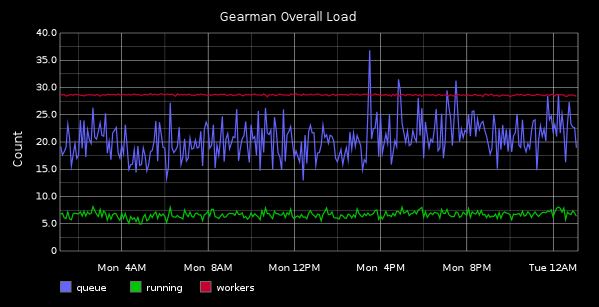 Gearman Overall Load
40.0
35.0
30.0
25.0
20.0
15.0
10.0
5.0
0
Count
Mon 4AM Mon 8AM Mon 12PM Mon 4PM Mon 8PM Tue 12AM
queue running workers